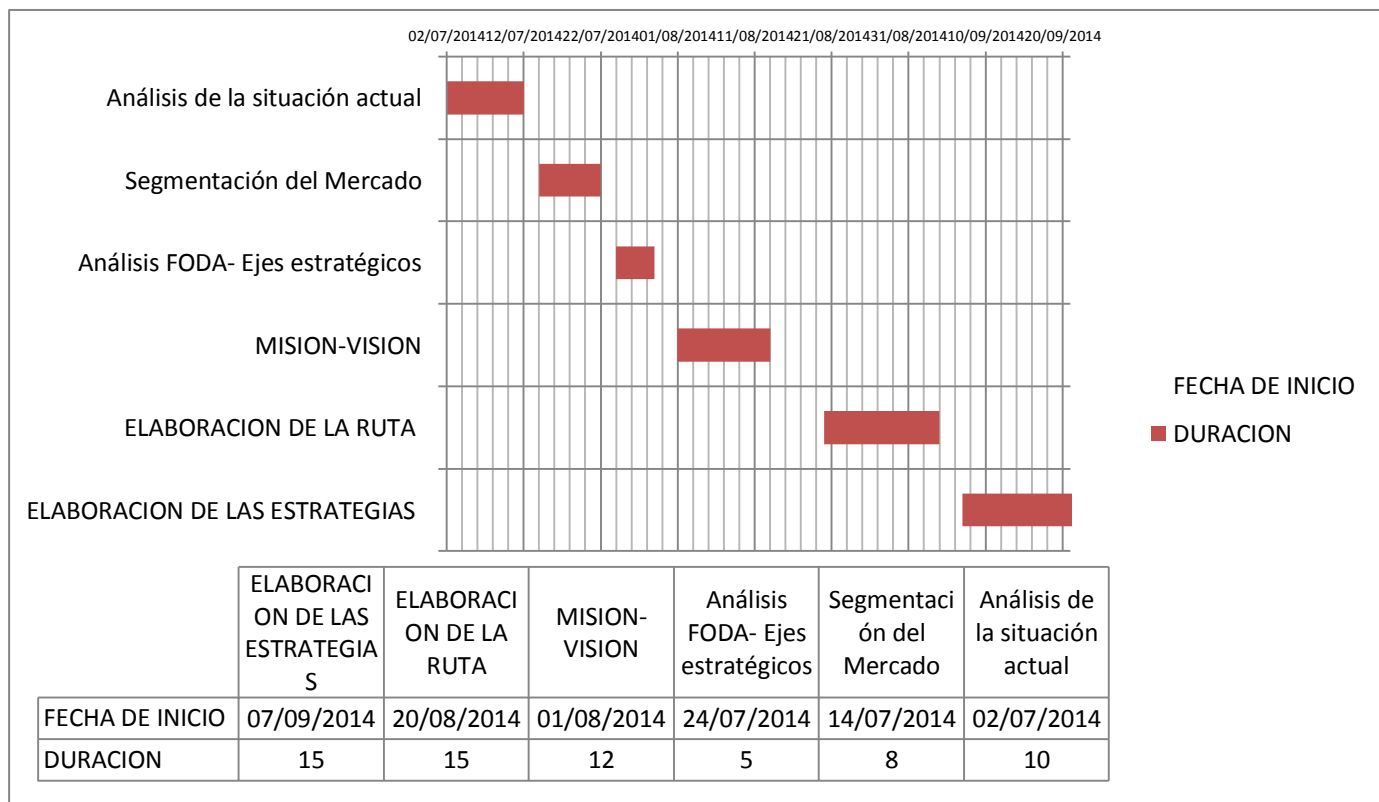 02/07/201412/07/201422/07/201401/08/201411/08/201421/08/201431/08/201410/09/201420/09/2014
Análisis de la situación actual
Segmentación del Mercado
Análisis FODA- Ejes estratégicos
MISION-VISION
ELABORACION DE LA RUTA
ELABORACION DE LAS ESTRATEGIAS
FECHA DE INICIO
DURACION
ELABORACI
ON DE LAS
ESTRATEGIA
S
ELABORACI
ON DE LA
RUTA
MISION-
VISION
Análisis
FODA- Ejes
estratégicos
Segmentaci
ón del
Mercado
Análisis de
la situación
actual
FECHA DE INICIO 07/09/2014 20/08/2014 01/08/2014 24/07/2014 14/07/2014 02/07/2014
DURACION 15 15 12 5 8 10